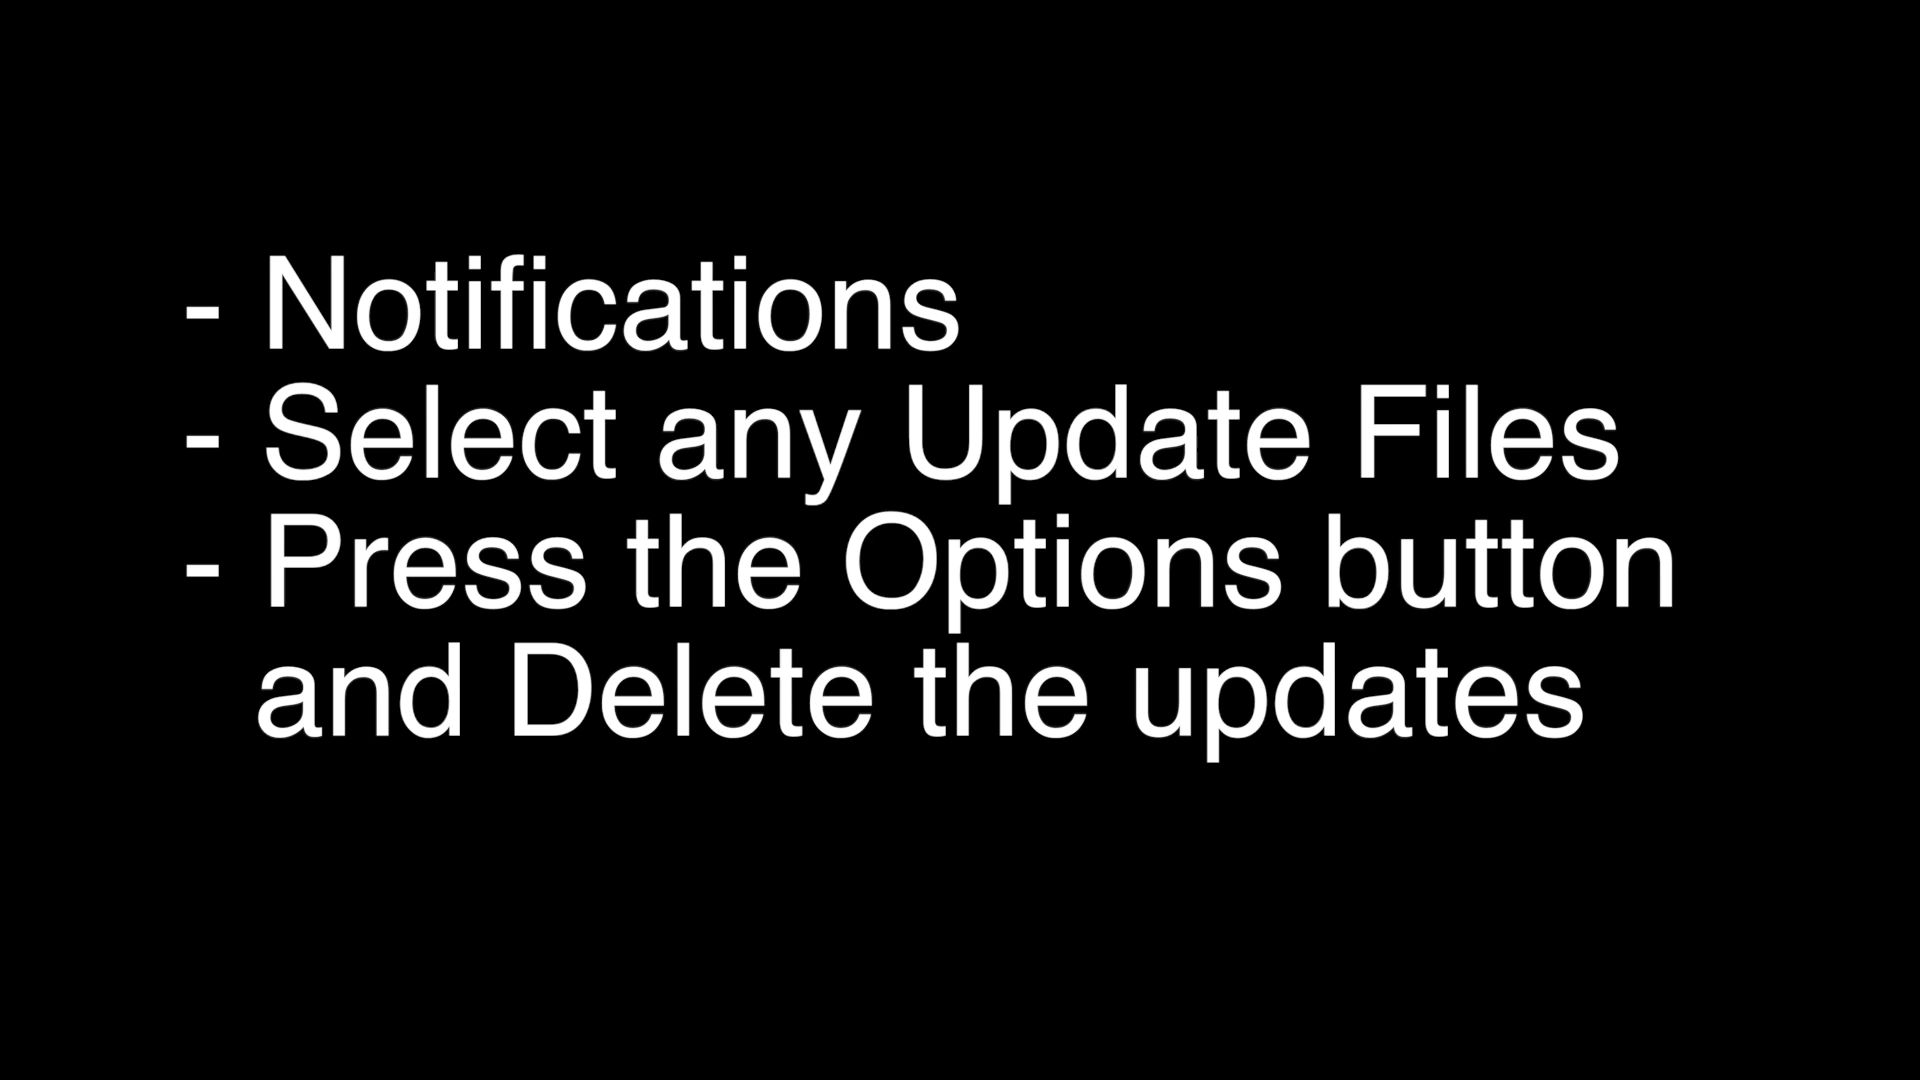 - Notifications
- Select any Update Files
- Press the Options button
and Delete the updates